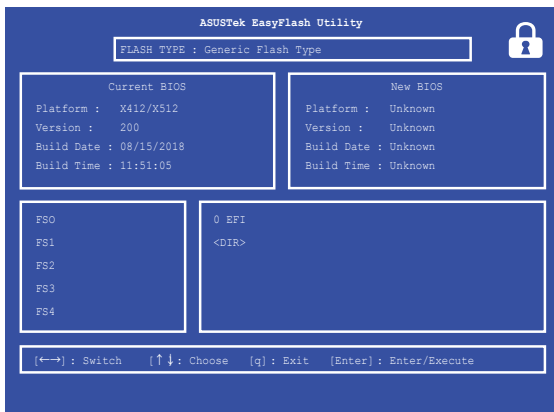 ASUSTek EasyFlash Utility
FLASH TYPE : Generic Flash Type
Current BIOS
Platform : X412/X512
Version : 200
Build Date : 08/15/2018
Build Time : 11:51:05
New BIOS
Platform : Unknown
Version : Unknown
Build Date : Unknown
Build Time : Unknown
FS0
FS1
FS2
FS3
FS4
0 EFI
<DIR>
[←→] : Switch [↑↓ : Choose [q] : Exit [Enter] : Enter/Execute